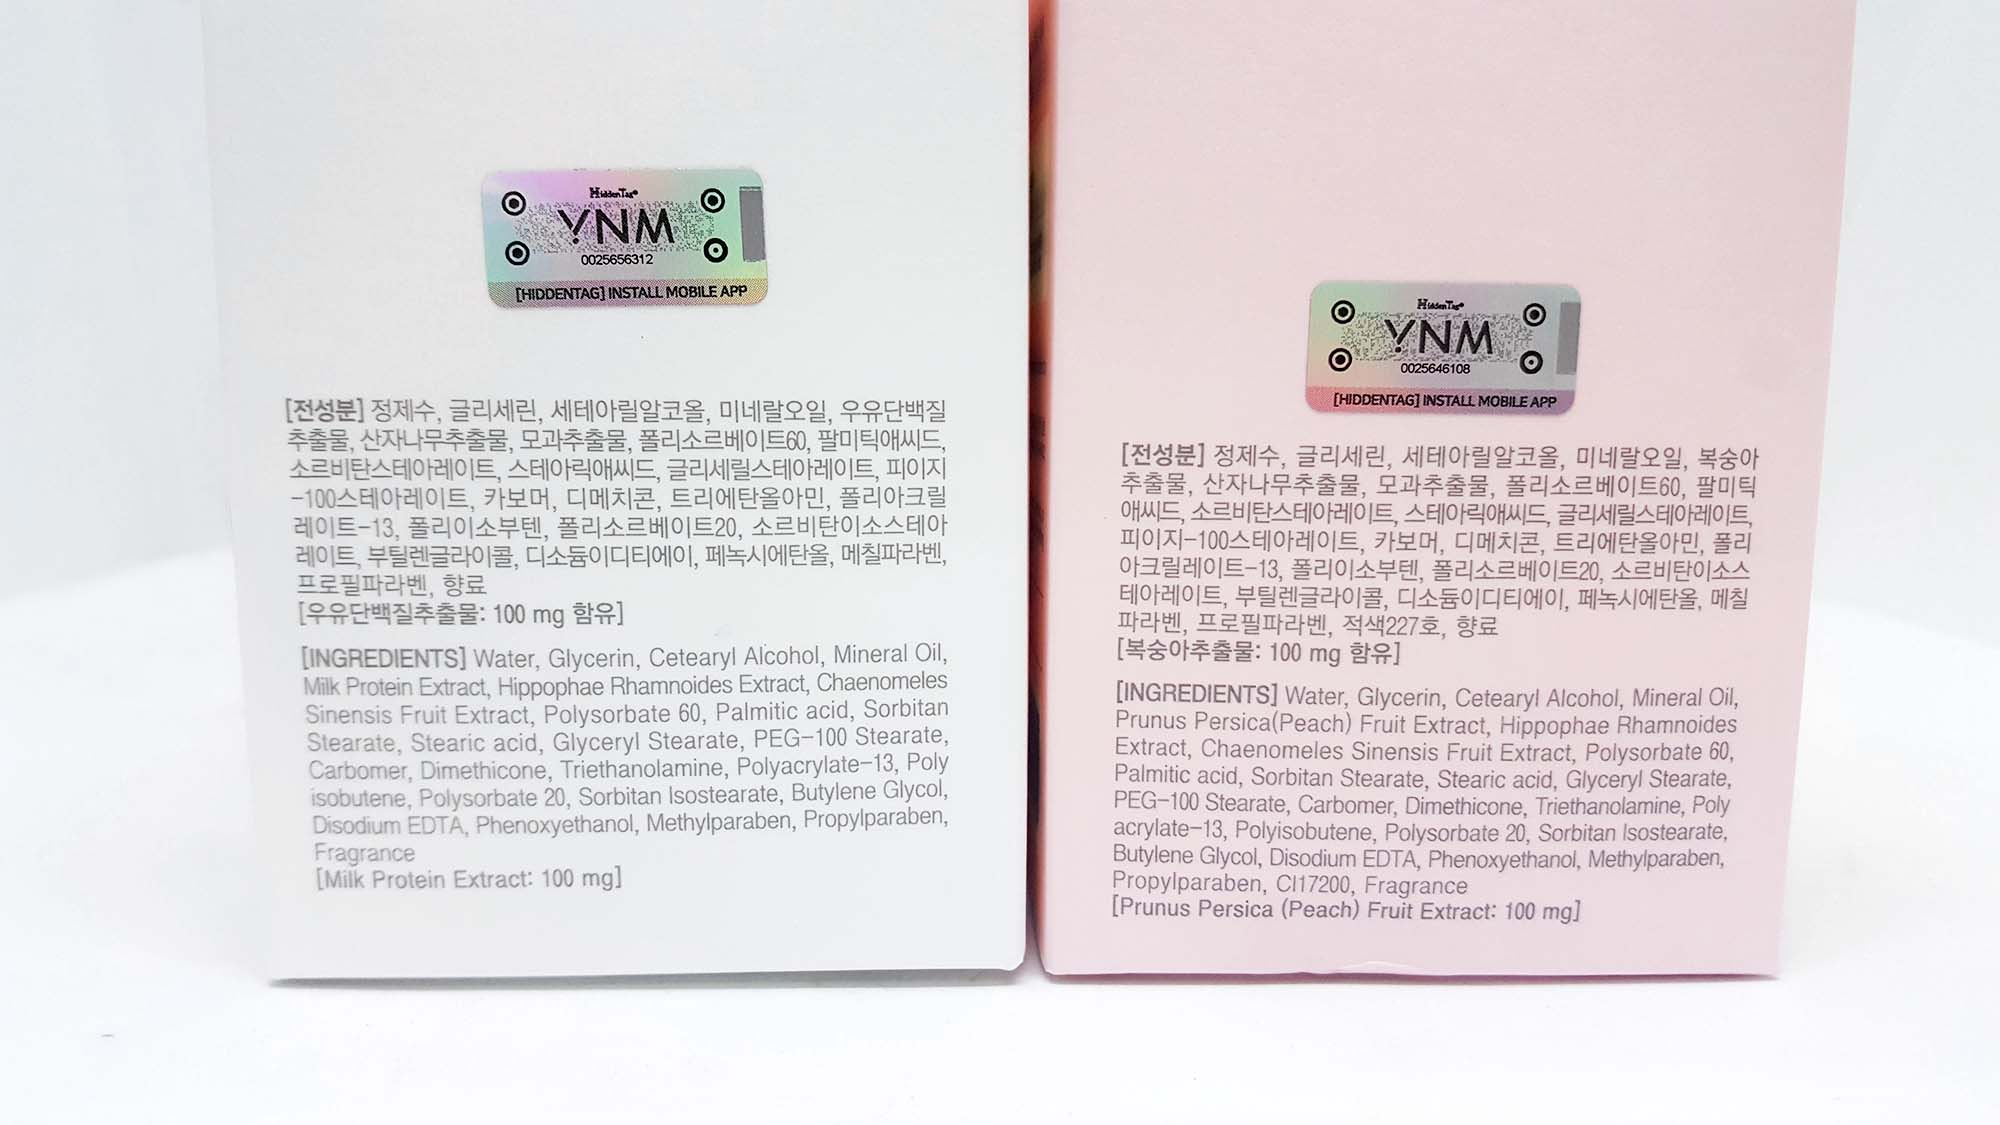 HiddenTag®
YNM
0025656312
[HIDDENTAG] INSTALL MOBILE APP
[전성분] 정제수, 글리세린, 세테아릴알코올, 미네랄오일, 우유단백질
추출물, 산자나무추출물, 모과추출물, 폴리소르베이트60, 팔미틱애씨드,
소르비탄스테아레이트, 스테아릭애씨드, 글리세릴스테아레이트, 피이지
-100스테아레이트, 카보머, 디메치콘, 트리에탄올아민, 폴리아크릴
레이트-13, 폴리이소부텐, 폴리소르베이트20, 소르비탄이소스테아
레이트, 부틸렌글라이콜, 디소듐이디티에이, 페녹시에탄올, 메칠파라벤,
프로필파라벤, 향료
[우유단백질추출물: 100 mg 함유]
[INGREDIENTS] Water, Glycerin, Cetearyl Alcohol, Mineral Oil,
Milk Protein Extract, Hippophae Rhamnoides Extract, Chaenomeles
Sinensis Fruit Extract, Polysorbate 60, Palmitic acid, Sorbitan
Stearate, Stearic acid, Glyceryl Stearate, PEG-100 Stearate,
Carbomer, Dimethicone, Triethanolamine, Polyacrylate-13, Poly
isobutene, Polysorbate 20, Sorbitan Isostearate, Butylene Glycol,
Disodium EDTA, Phenoxyethanol, Methylparaben, Propylparaben,
Fragrance
[Milk Protein Extract: 100 mg]
HiddenTag®
YNM
0025646108
[HIDDENTAG] INSTALL MOBILE APP
[전성분] 정제수, 글리세린, 세테아릴알코올, 미네랄오일, 복숭아
추출물, 산자나무추출물, 모과추출물, 폴리소르베이트60, 팔미틱
애씨드, 소르비탄스테아레이트, 스테아릭애씨드, 글리세릴스테아레이트,
피이지-100스테아레이트, 카보머, 디메치콘, 트리에탄올아민, 폴리
아크릴레이트-13, 폴리이소부텐, 폴리소르베이트20, 소르비탄이소스
테아레이트, 부틸렌글라이콜, 디소듐이디티에이, 페녹시에탄올, 메칠
파라벤, 프로필파라벤, 적색227호, 향료
[복숭아추출물: 100 mg 함유]
[INGREDIENTS] Water, Glycerin, Cetearyl Alcohol, Mineral Oil,
Prunus Persica(Peach) Fruit Extract, Hippophae Rhamnoides
Extract, Chaenomeles Sinensis Fruit Extract, Polysorbate 60,
Palmitic acid, Sorbitan Stearate, Stearic acid, Glyceryl Stearate,
PEG-100 Stearate, Carbomer, Dimethicone, Triethanolamine, Poly
acrylate-13, Polyisobutene, Polysorbate 20, Sorbitan Isostearate,
Butylene Glycol, Disodium EDTA, Phenoxyethanol, Methylparaben,
Propylparaben, CI17200, Fragrance
[Prunus Persica (Peach) Fruit Extract: 100 mg]